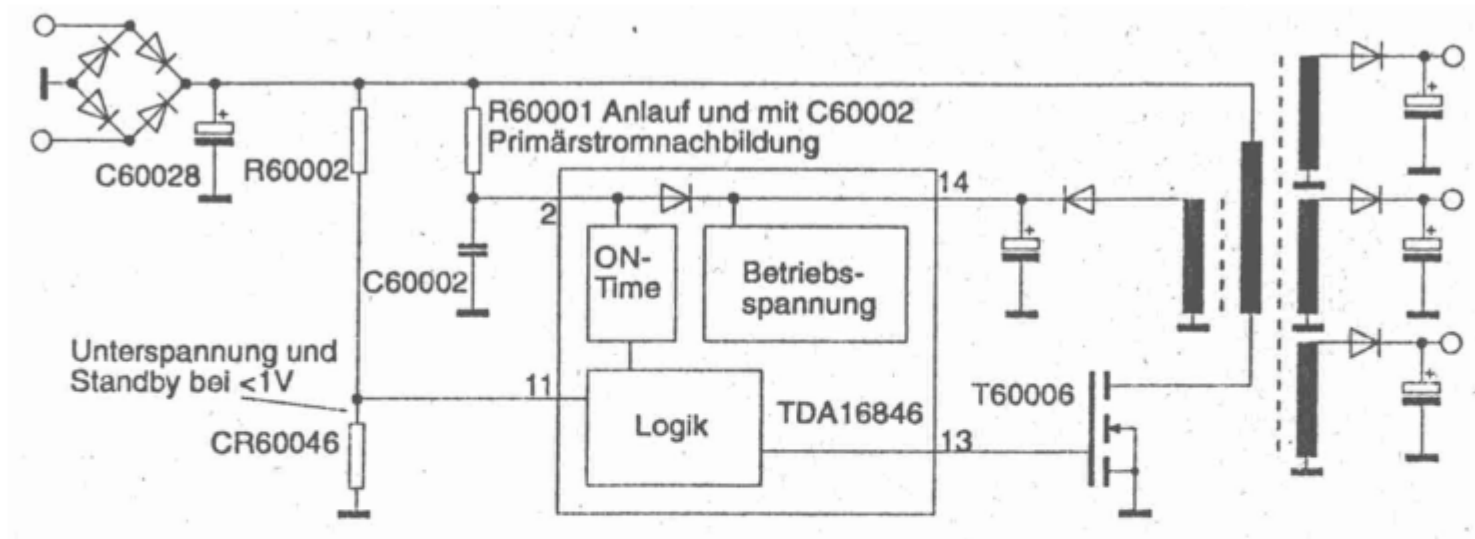 R60001 Anlauf und mit C60002
Primärstromnachbildung
C60028
R60002
14
2
ON-
Time
Betriebs-
spannung
C60002
Unterspannung und
Standby bei <1V
11
Logik
TDA16846
T60006
CR60046
13
+
+
+
+
+